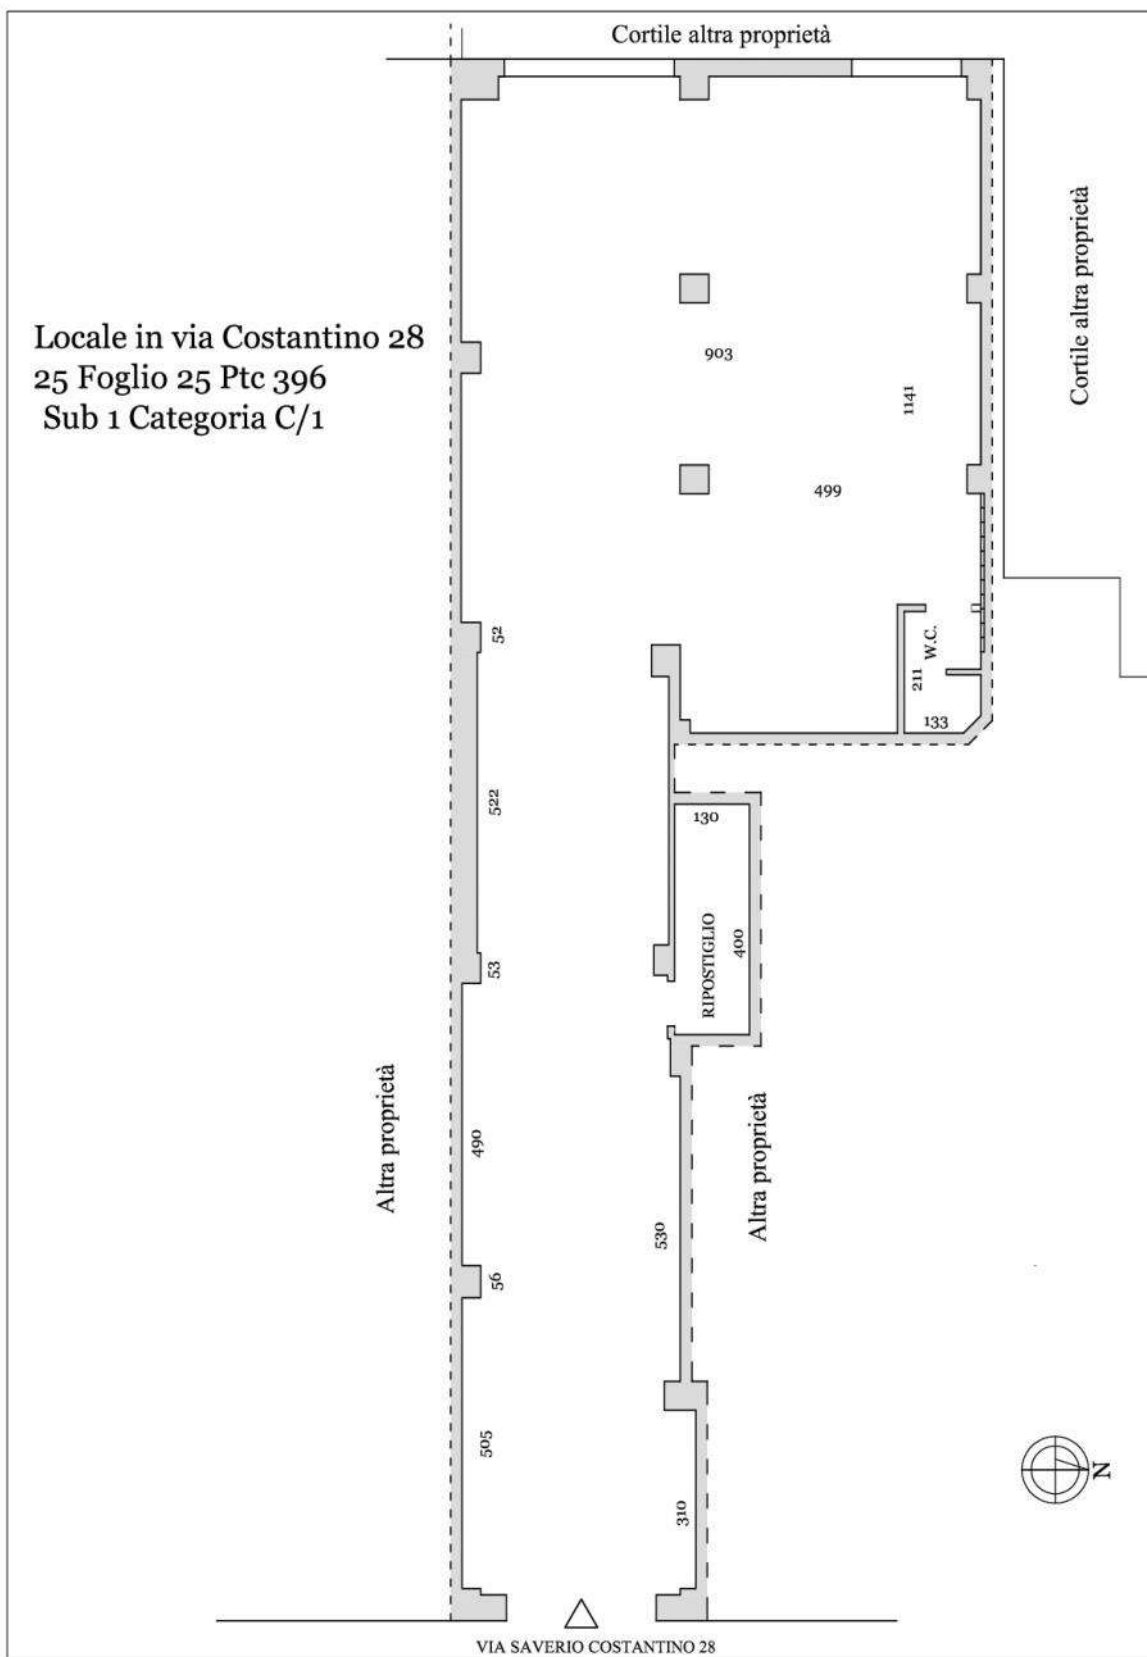 Cortile altra proprietà
Cortile altra proprietà
Locale in via Costantino 28
25 Foglio 25 Ptc 396
Sub 1 Categoria C/1
903
1141
499
52
W.C.
211
133
522
130
RIPOSTIGLIO
400
53
Altra proprietà
490
Altra proprietà
530
56
505
310
N
VIA SAVERIO COSTANTINO 28